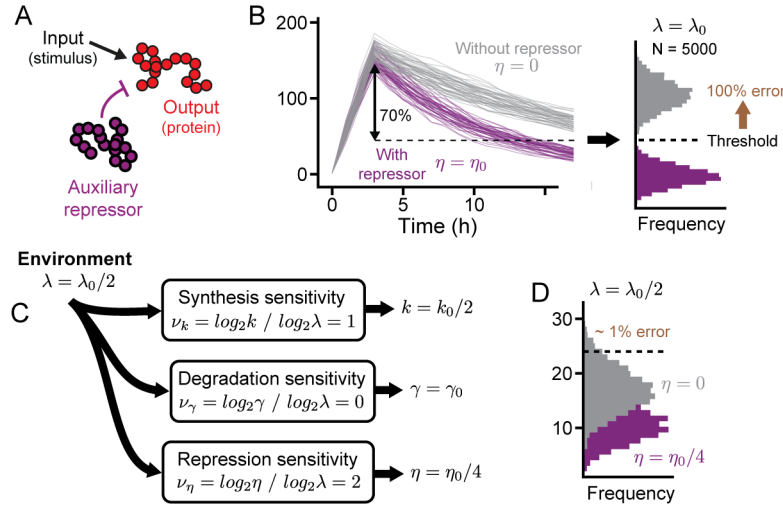 A
Input
(stimulus)
Output
(protein)
Auxiliary
repressor
B
200
100
0
0
5
10
Time (h)
Without repressor
η = 0
70%
With
repressor
η = η₀
λ = λ₀
N = 5000
100% error
Threshold
Frequency
C
Environment
λ = λ₀/2
Synthesis sensitivity
νₖ = log₂k / log₂λ = 1
k = k₀/2
Degradation sensitivity
ν_γ = log₂γ / log₂λ = 0
γ = γ₀
Repression sensitivity
ν_η = log₂η / log₂λ = 2
η = η₀/4
D
λ = λ₀/2
30
20
10
~ 1% error
η = 0
η = η₀/4
Frequency